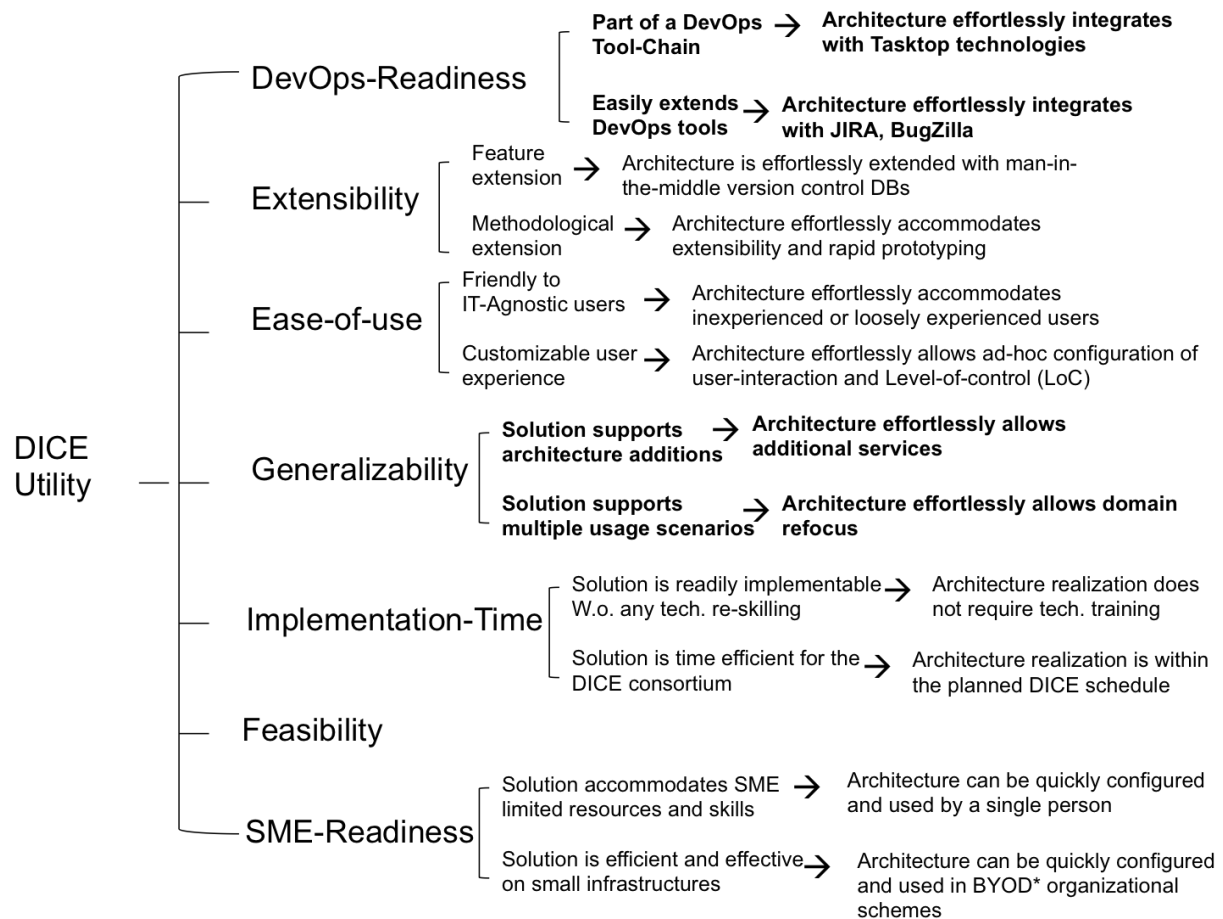 DICE
Utility
DevOps-Readiness
Part of a DevOps
Tool-Chain
Architecture effortlessly integrates
with Tasktop technologies
Easily extends
DevOps tools
Architecture effortlessly integrates
with JIRA, BugZilla
Extensibility
Feature
extension
Architecture is effortlessly extended with man-in-
the-middle version control DBs
Methodological
extension
Architecture effortlessly accommodates
extensibility and rapid prototyping
Ease-of-use
Friendly to
IT-Agnostic users
Architecture effortlessly accommodates
inexperienced or loosely experienced users
Customizable user
experience
Architecture effortlessly allows ad-hoc configuration of
user-interaction and Level-of-control (LoC)
Generalizability
Solution supports
architecture additions
Architecture effortlessly allows
additional services
Solution supports
multiple usage scenarios
Architecture effortlessly allows domain
refocus
Implementation-Time
Solution is readily implementable
W.o. any tech. re-skilling
Architecture realization does
not require tech. training
Solution is time efficient for the
DICE consortium
Architecture realization is within
the planned DICE schedule
Feasibility
SME-Readiness
Solution accommodates SME
limited resources and skills
Architecture can be quickly configured
and used by a single person
Solution is efficient and effective
on small infrastructures
Architecture can be quickly configured
and used in BYOD* organizational
schemes